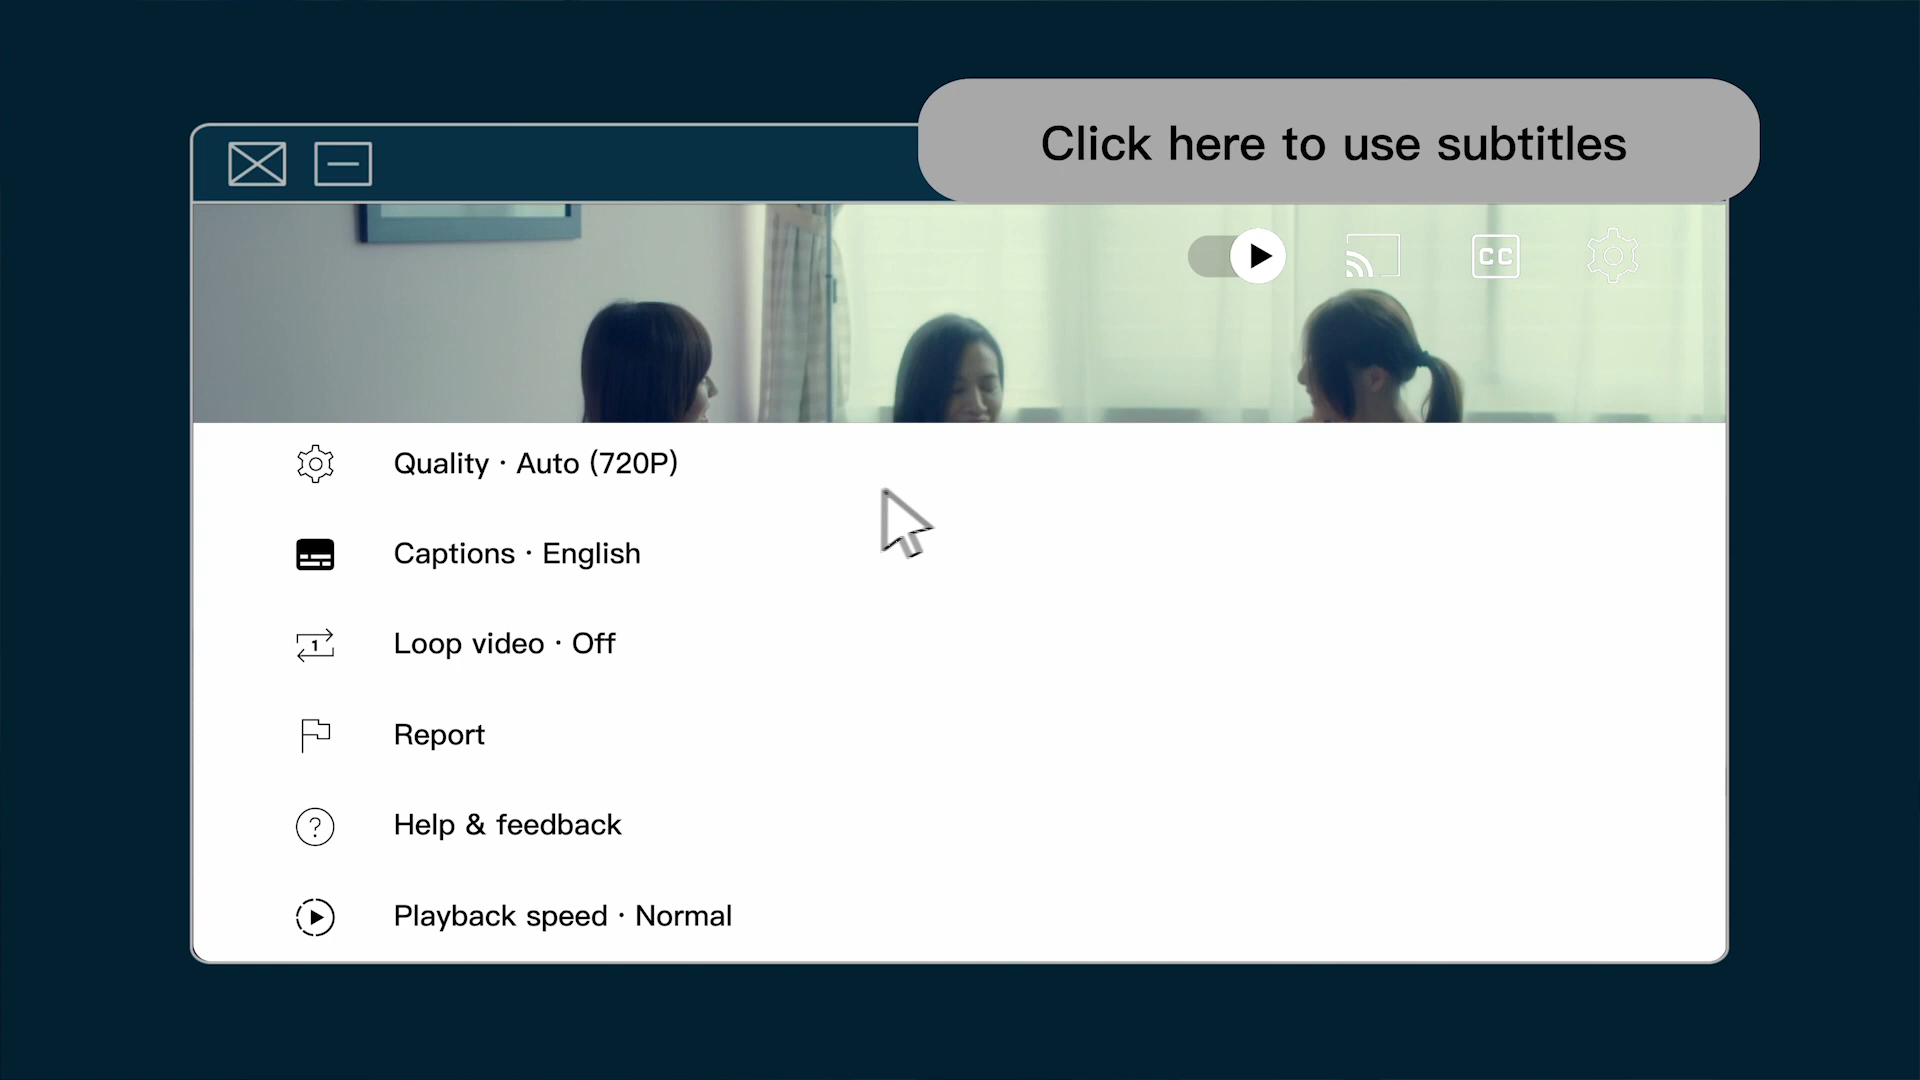 Click here to use subtitles
CC
Quality · Auto (720P)
Captions · English
1
Loop video · Off
Report
?
Help & feedback
Playback speed · Normal